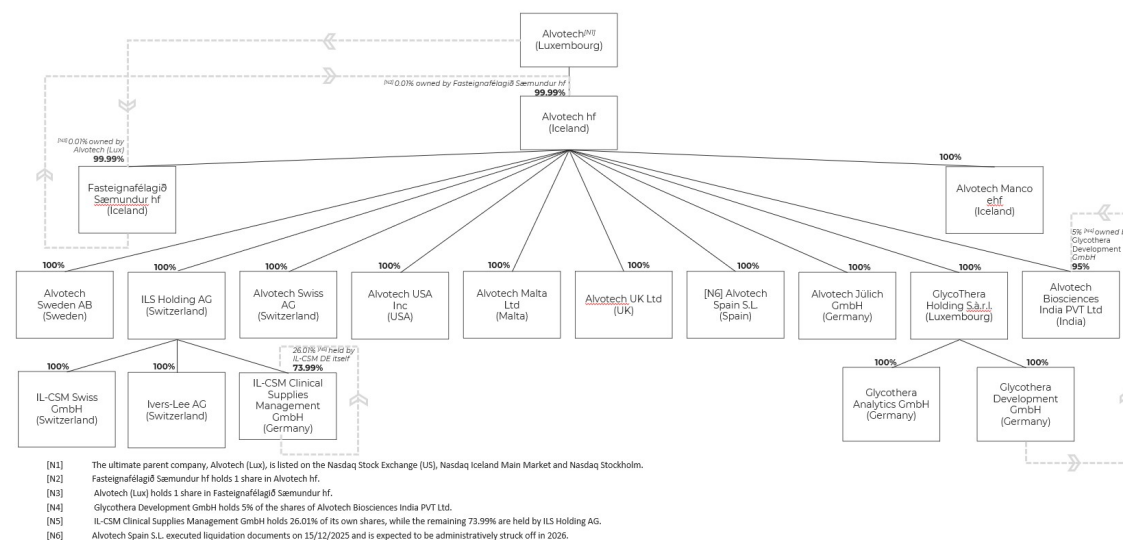 Alvotech[N1]
(Luxembourg)
[N2] 0.01% owned by Fasteignafélagið Sæmundur hf
99.99%
Alvotech hf
(Iceland)
[N3] 0.01% owned by
Alvotech (Lux)
99.99%
Fasteignafélagið
Sæmundur hf
(Iceland)
100%
Alvotech Manco
ehf
(Iceland)
100%
Alvotech
Sweden AB
(Sweden)
100%
ILS Holding AG
(Switzerland)
100%
Alvotech Swiss
AG
(Switzerland)
100%
Alvotech USA
Inc
(USA)
100%
Alvotech Malta
Ltd
(Malta)
100%
Alvotech UK Ltd
(UK)
100%
[N6] Alvotech
Spain S.L.
(Spain)
100%
Alvotech Jülich
GmbH
(Germany)
100%
GlycoThera
Holding S.à.r.l.
(Luxembourg)
5% [N4] owned b
Glycothera
Development
GmbH
95%
Alvotech
Biosciences
India PVT Ltd
(India)
100%
IL-CSM Swiss
GmbH
(Switzerland)
100%
Ivers-Lee AG
(Switzerland)
26.01% [N5] held by
IL-CSM DE itself
73.99%
IL-CSM Clinical
Supplies
Management
GmbH
(Germany)
100%
Glycothera
Analytics GmbH
(Germany)
100%
Glycothera
Development
GmbH
(Germany)
[N1] The ultimate parent company, Alvotech (Lux), is listed on the Nasdaq Stock Exchange (US), Nasdaq Iceland Main Market and Nasdaq Stockholm.
[N2] Fasteignafélagið Sæmundur hf holds 1 share in Alvotech hf.
[N3] Alvotech (Lux) holds 1 share in Fasteignafélagið Sæmundur hf.
[N4] Glycothera Development GmbH holds 5% of the shares of Alvotech Biosciences India PVT Ltd.
[N5] IL-CSM Clinical Supplies Management GmbH holds 26.01% of its own shares, while the remaining 73.99% are held by ILS Holding AG.
[N6] Alvotech Spain S.L. executed liquidation documents on 15/12/2025 and is expected to be administratively struck off in 2026.